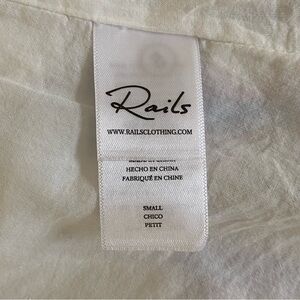 Rails
WWW.RAILSCLOTHING.COM
HECHO EN CHINA
FABRIQUÉ EN CHINE
SMALL
CHICO
PETIT